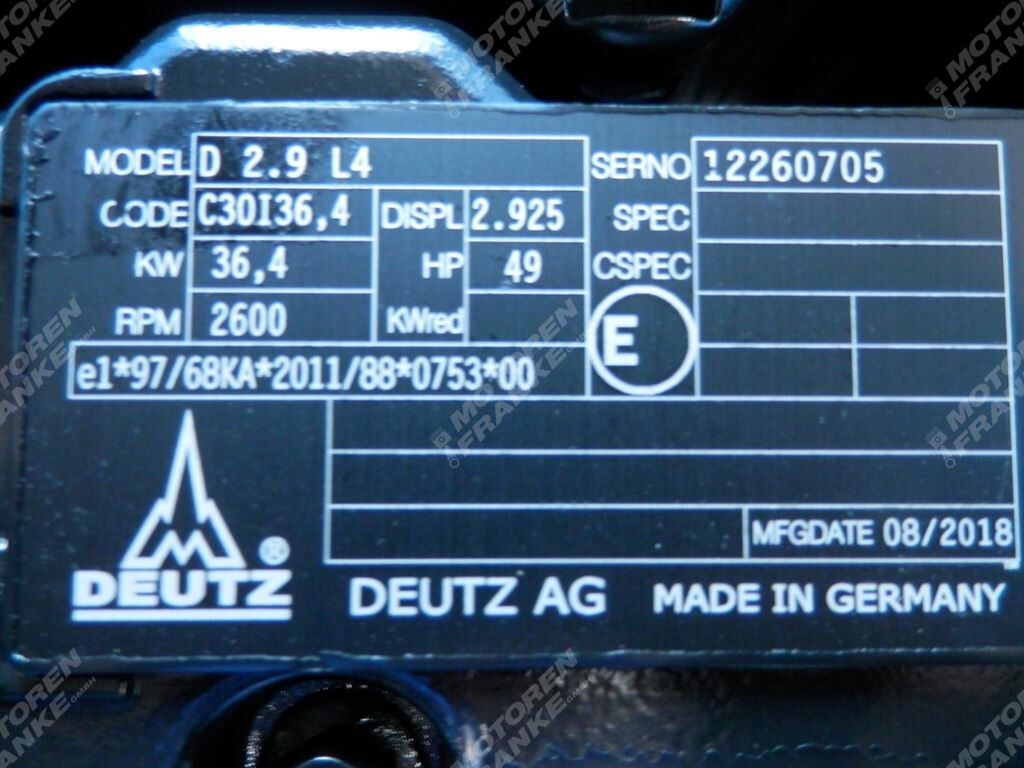 MODEL D 2.9 L4 SERNO 12260705
CODE C30I36,4 DISPL 2.925 SPEC
KW 36,4 HP 49 CSPEC
RPM 2600 KWred E
e1*97/68KA*2011/88*0753*00
MFGDATE 08/2018
DEUTZ® DEUTZ AG MADE IN GERMANY
MOTOREN
FRANKE GMBH